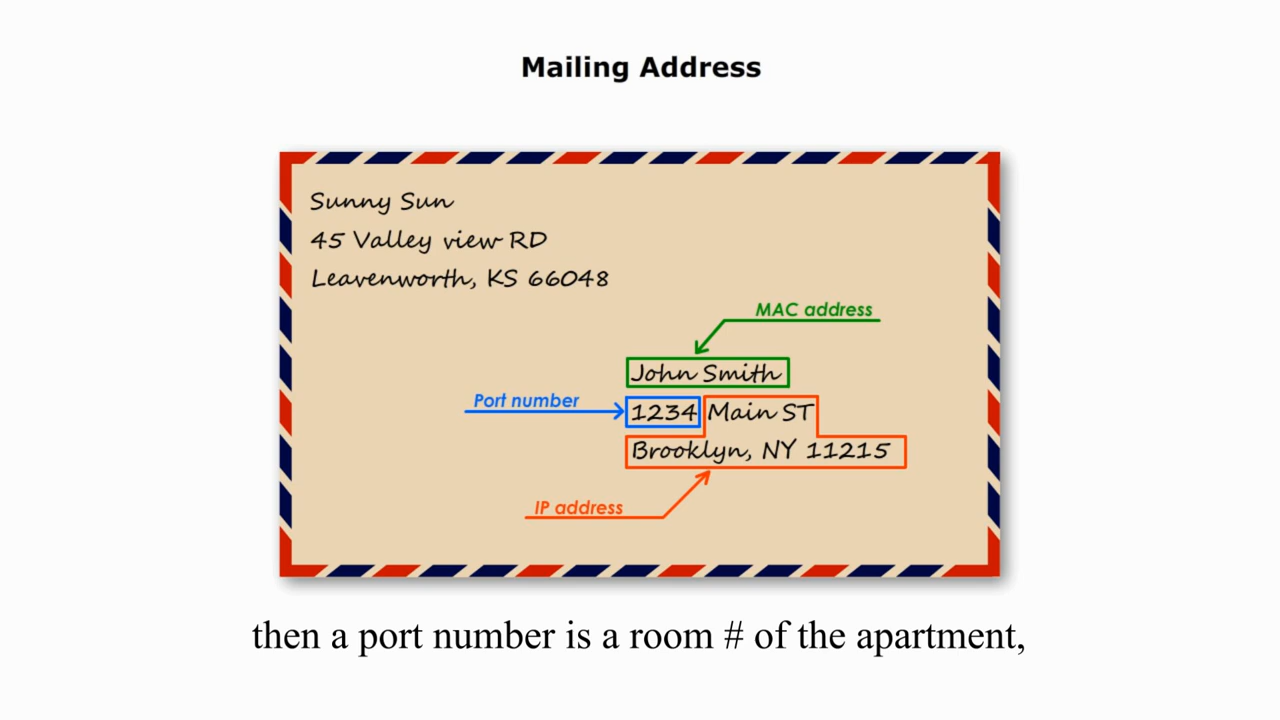 Mailing Address
Sunny Sun
45 Valley view RD
Leavenworth, KS 66048
MAC address
John Smith
Port number
1234 Main ST
Brooklyn, NY 11215
IP address
then a port number is a room # of the apartment,